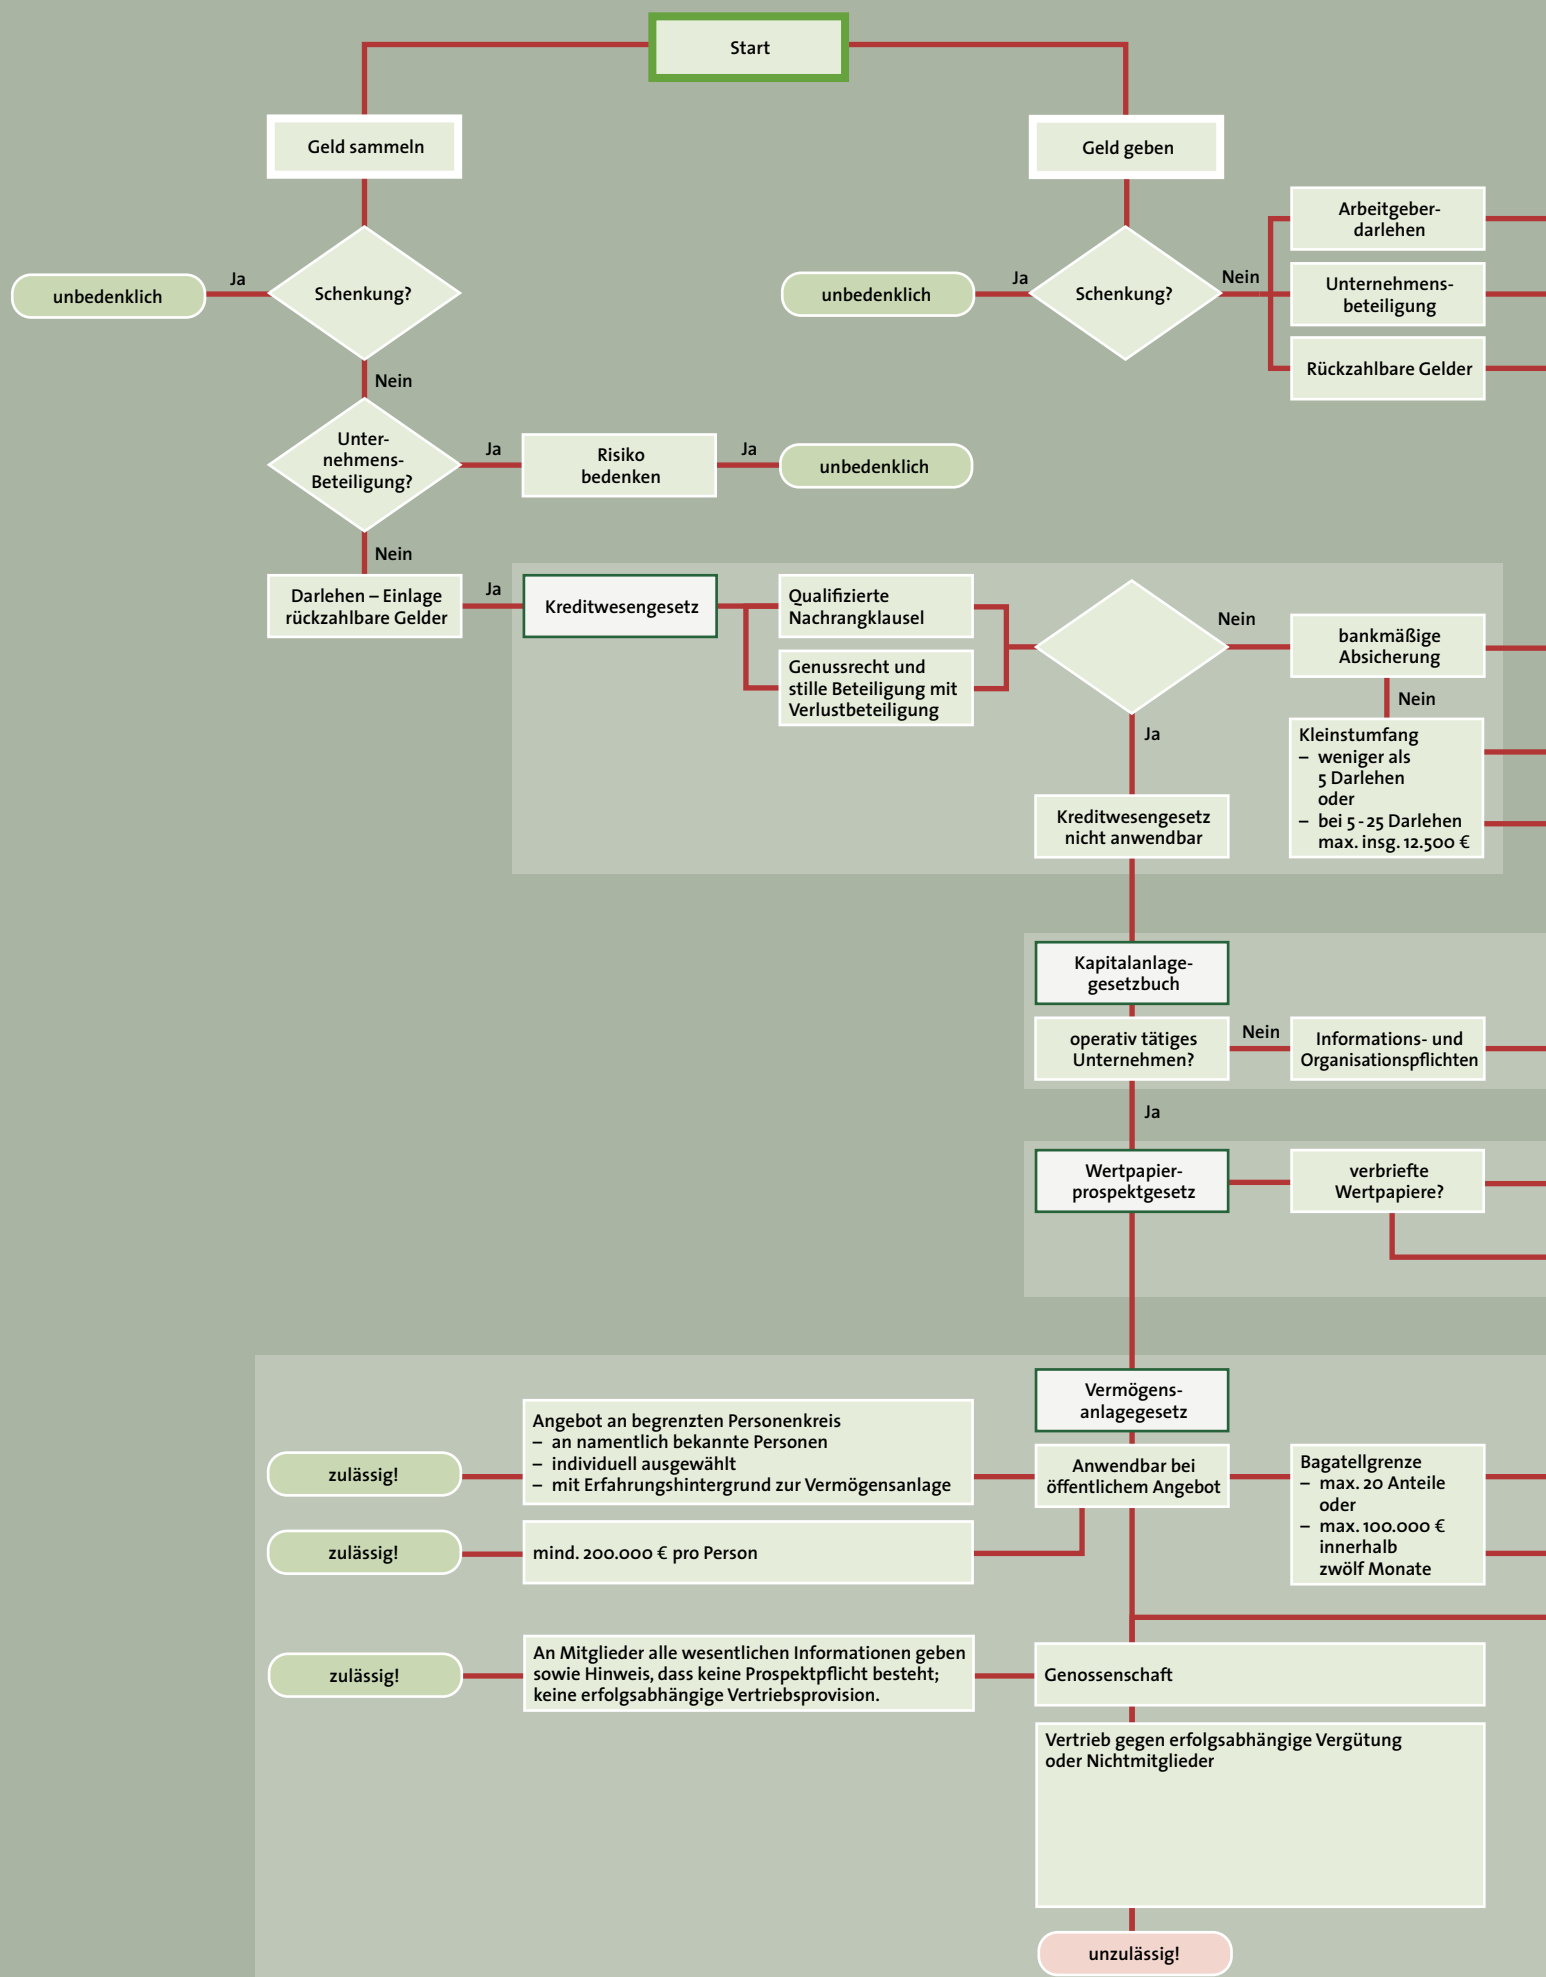 Start
Geld sammeln
Geld geben
Arbeitgeber-
darlehen
Ja
Schenkung?
unbedenklich
Ja
Schenkung?
unbedenklich
Nein
Unternehmens-
beteiligung
Rückzahlbare Gelder
Nein
Unter-
nehmens-
Beteiligung?
Ja
Risiko
bedenken
Ja
unbedenklich
Nein
Darlehen – Einlage
rückzahlbare Gelder
Ja
Kreditwesengesetz
Qualifizierte
Nachrangklausel
Genussrecht und
stille Beteiligung mit
Verlustbeteiligung
Nein
bankmäßige
Absicherung
Nein
Ja
Kleinstumfang
– weniger als
5 Darlehen
oder
– bei 5 - 25 Darlehen
max. insg. 12.500 €
Kreditwesengesetz
nicht anwendbar
Kapitalanlage-
gesetzbuch
operativ tätiges
Unternehmen?
Nein
Informations- und
Organisationspflichten
Ja
Wertpapier-
prospektgesetz
verbriefte
Wertpapiere?
Vermögens-
anlagegesetz
Angebot an begrenzten Personenkreis
– an namentlich bekannte Personen
– individuell ausgewählt
– mit Erfahrungshintergrund zur Vermögensanlage
zulässig!
Anwendbar bei
öffentlichem Angebot
Bagatellgrenze
– max. 20 Anteile
oder
– max. 100.000 €
innerhalb
zwölf Monate
zulässig!
mind. 200.000 € pro Person
zulässig!
An Mitglieder alle wesentlichen Informationen geben
sowie Hinweis, dass keine Prospektpflicht besteht;
keine erfolgsabhängige Vertriebsprovision.
Genossenschaft
Vertrieb gegen erfolgsabhängige Vergütung
oder Nichtmitglieder
unzulässig!